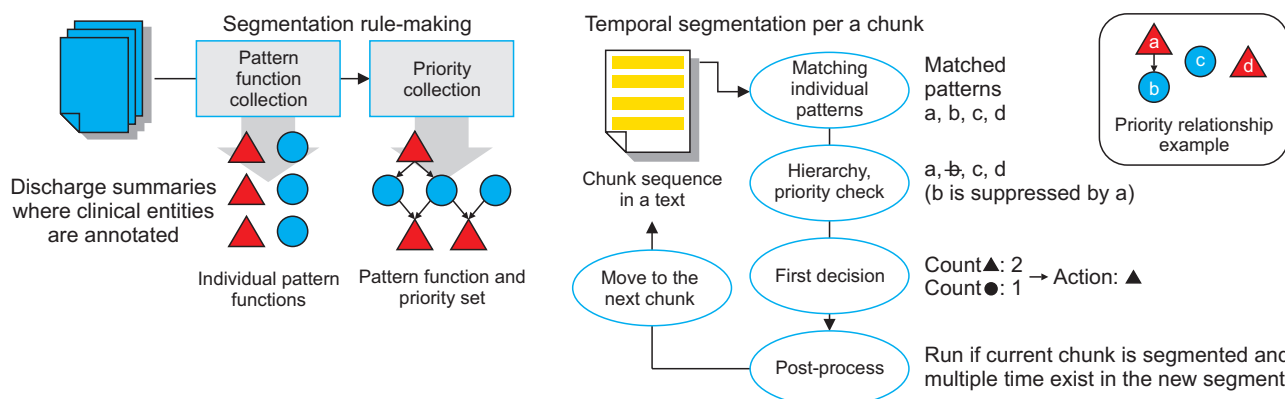 Segmentation rule-making
Pattern
function
collection
Priority
collection
Discharge summaries
where clinical entities
are annotated
Individual pattern
functions
Pattern function and
priority set
Temporal segmentation per a chunk
Chunk sequence
in a text
Matching
individual
patterns
Matched
patterns
a, b, c, d
Hierarchy,
priority check
a, b, c, d
(b is suppressed by a)
First decision
Count▲: 2
Count●: 1
→ Action: ▲
Move to the
next chunk
Post-process
Run if current chunk is segmented and
multiple time exist in the new segment
a
b
c
d
Priority relationship
example